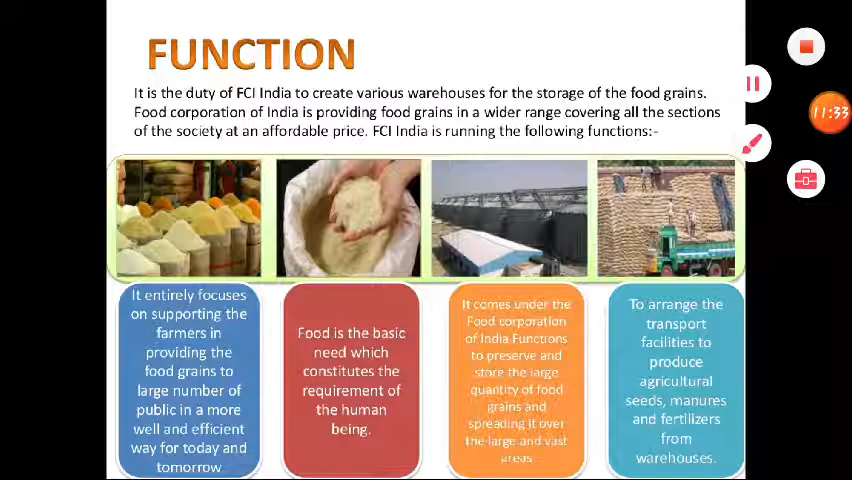 FUNCTION
It is the duty of FCI India to create various warehouses for the storage of the food grains.
Food corporation of India is providing food grains in a wider range covering all the sections
of the society at an affordable price. FCI India is running the following functions:-
11:33
It entirely focuses
on supporting the
farmers in
providing the
food grains to
large number of
public in a more
well and efficient
way for today and
tomorrow
Food is the basic
need which
constitutes the
requirement of
the human
being.
It comes under the
Food corporation
of India Functions
to preserve and
store the large
quantity of food
grains and
spreading it over
the large and vast
areas
To arrange the
transport
facilities to
produce
agricultural
seeds, manures
and fertilizers
from
warehouses.